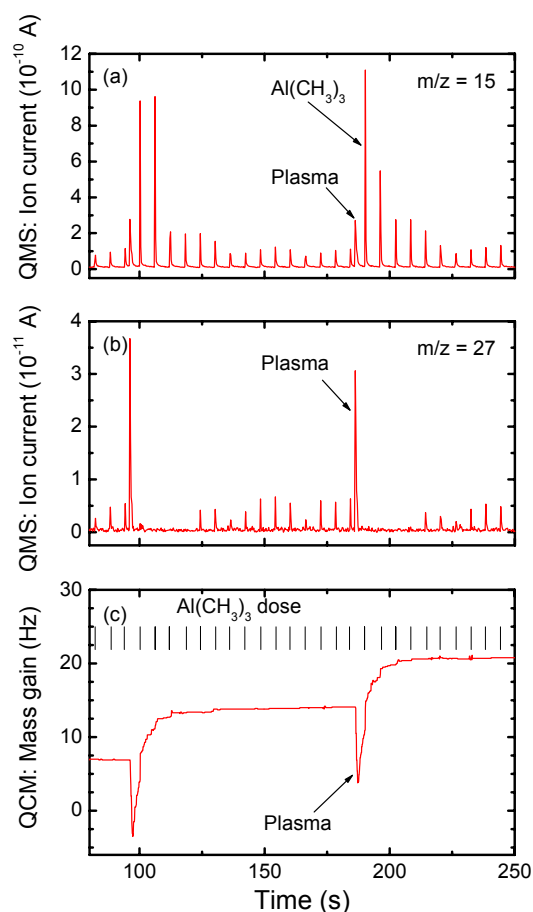 QMS: Ion current (10⁻¹⁰ A)
12
10
8
6
4
2
0
(a)
m/z = 15
Al(CH₃)₃
Plasma
QMS: Ion current (10⁻¹¹ A)
4
3
2
1
0
(b)
m/z = 27
Plasma
QCM: Mass gain (Hz)
30
20
10
0
(c)
Al(CH₃)₃ dose
Plasma
100 150 200 250
Time (s)